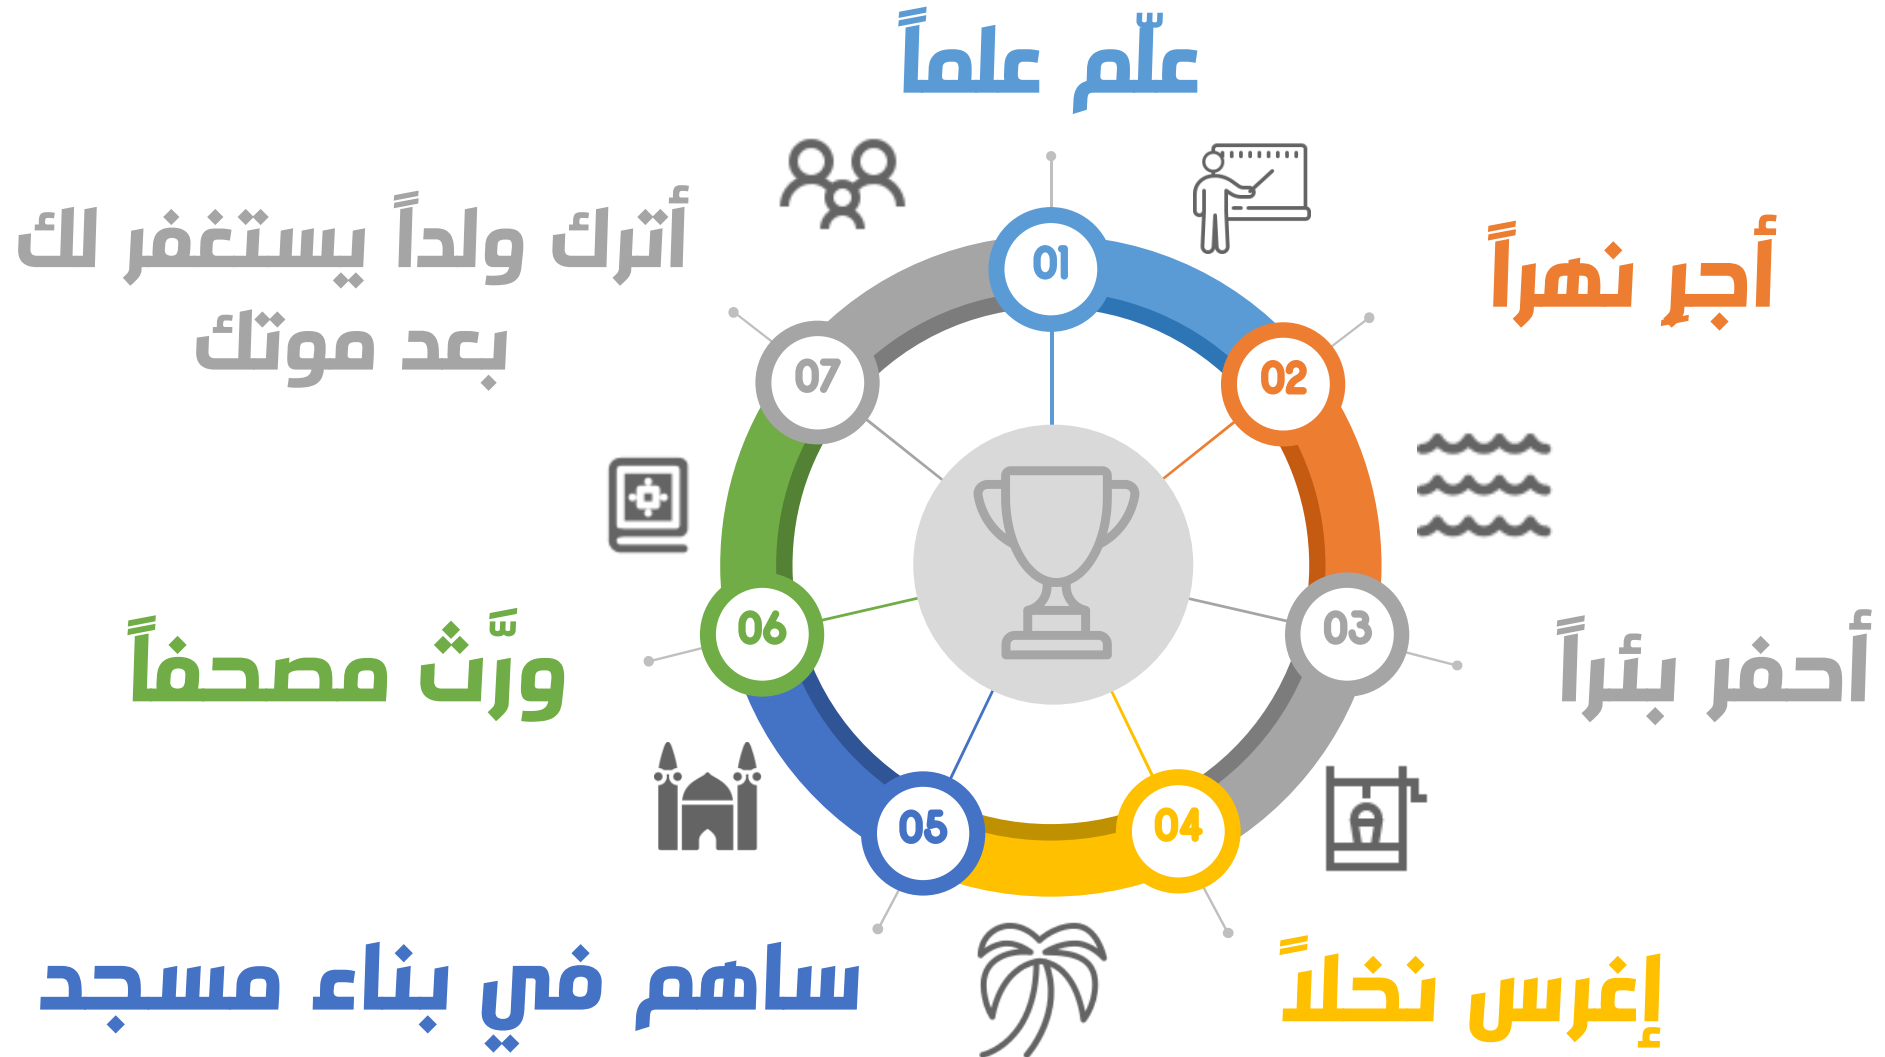 علّم علماً
01
أجرِ نهراً
02
أحفر بئراً
03
إغرس نخلاً
04
ساهم في بناء مسجد
05
ورَّث مصحفاً
06
أترك ولداً يستغفر لك
بعد موتك
07